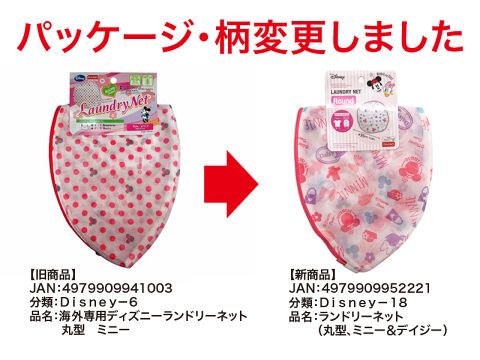 パッケージ・柄変更しました
Disney
Laundry Net
Disney
LAUNDRY NET
Round
【旧商品】
JAN：4979909941003
分類：Ｄｉｓｎｅｙ－６
品名：海外専用ディズニーランドリーネット
丸型　ミニー
【新商品】
JAN：4979909952221
分類：Ｄｉｓｎｅｙ－１８
品名：ランドリーネット
（丸型、ミニー＆デイジー）